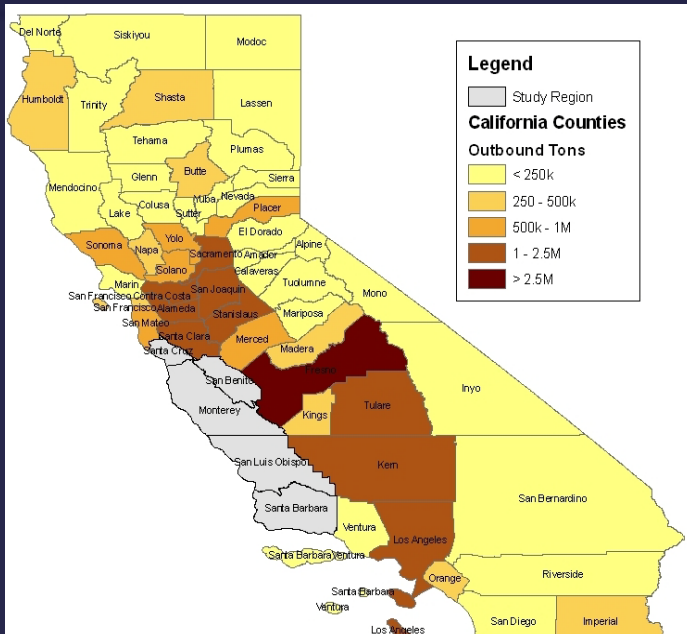 Del Norte
Siskiyou
Modoc
Humboldt
Trinity
Shasta
Lassen
Tehama
Plumas
Mendocino
Glenn
Butte
Sierra
Lake
Colusa
Sutter
Yuba
Nevada
Placer
Sonoma
Napa
Yolo
El Dorado
Alpine
Solano
Sacramento
Amador
Marin
Calaveras
Tuolumne
Mono
San Francisco
Contra Costa
San Joaquin
San Francisco
Alameda
Stanislaus
Mariposa
San Mateo
Santa Clara
Merced
Madera
Santa Cruz
San Benito
Fresno
Inyo
Monterey
Kings
Tulare
San Luis Obispo
Kern
San Bernardino
Santa Barbara
Ventura
Los Angeles
Santa Barbara
Ventura
Orange
Riverside
Santa Barbara
Ventura
Los Angeles
San Diego
Imperial
Legend
Study Region
California Counties
Outbound Tons
< 250k
250 - 500k
500k - 1M
1 - 2.5M
> 2.5M